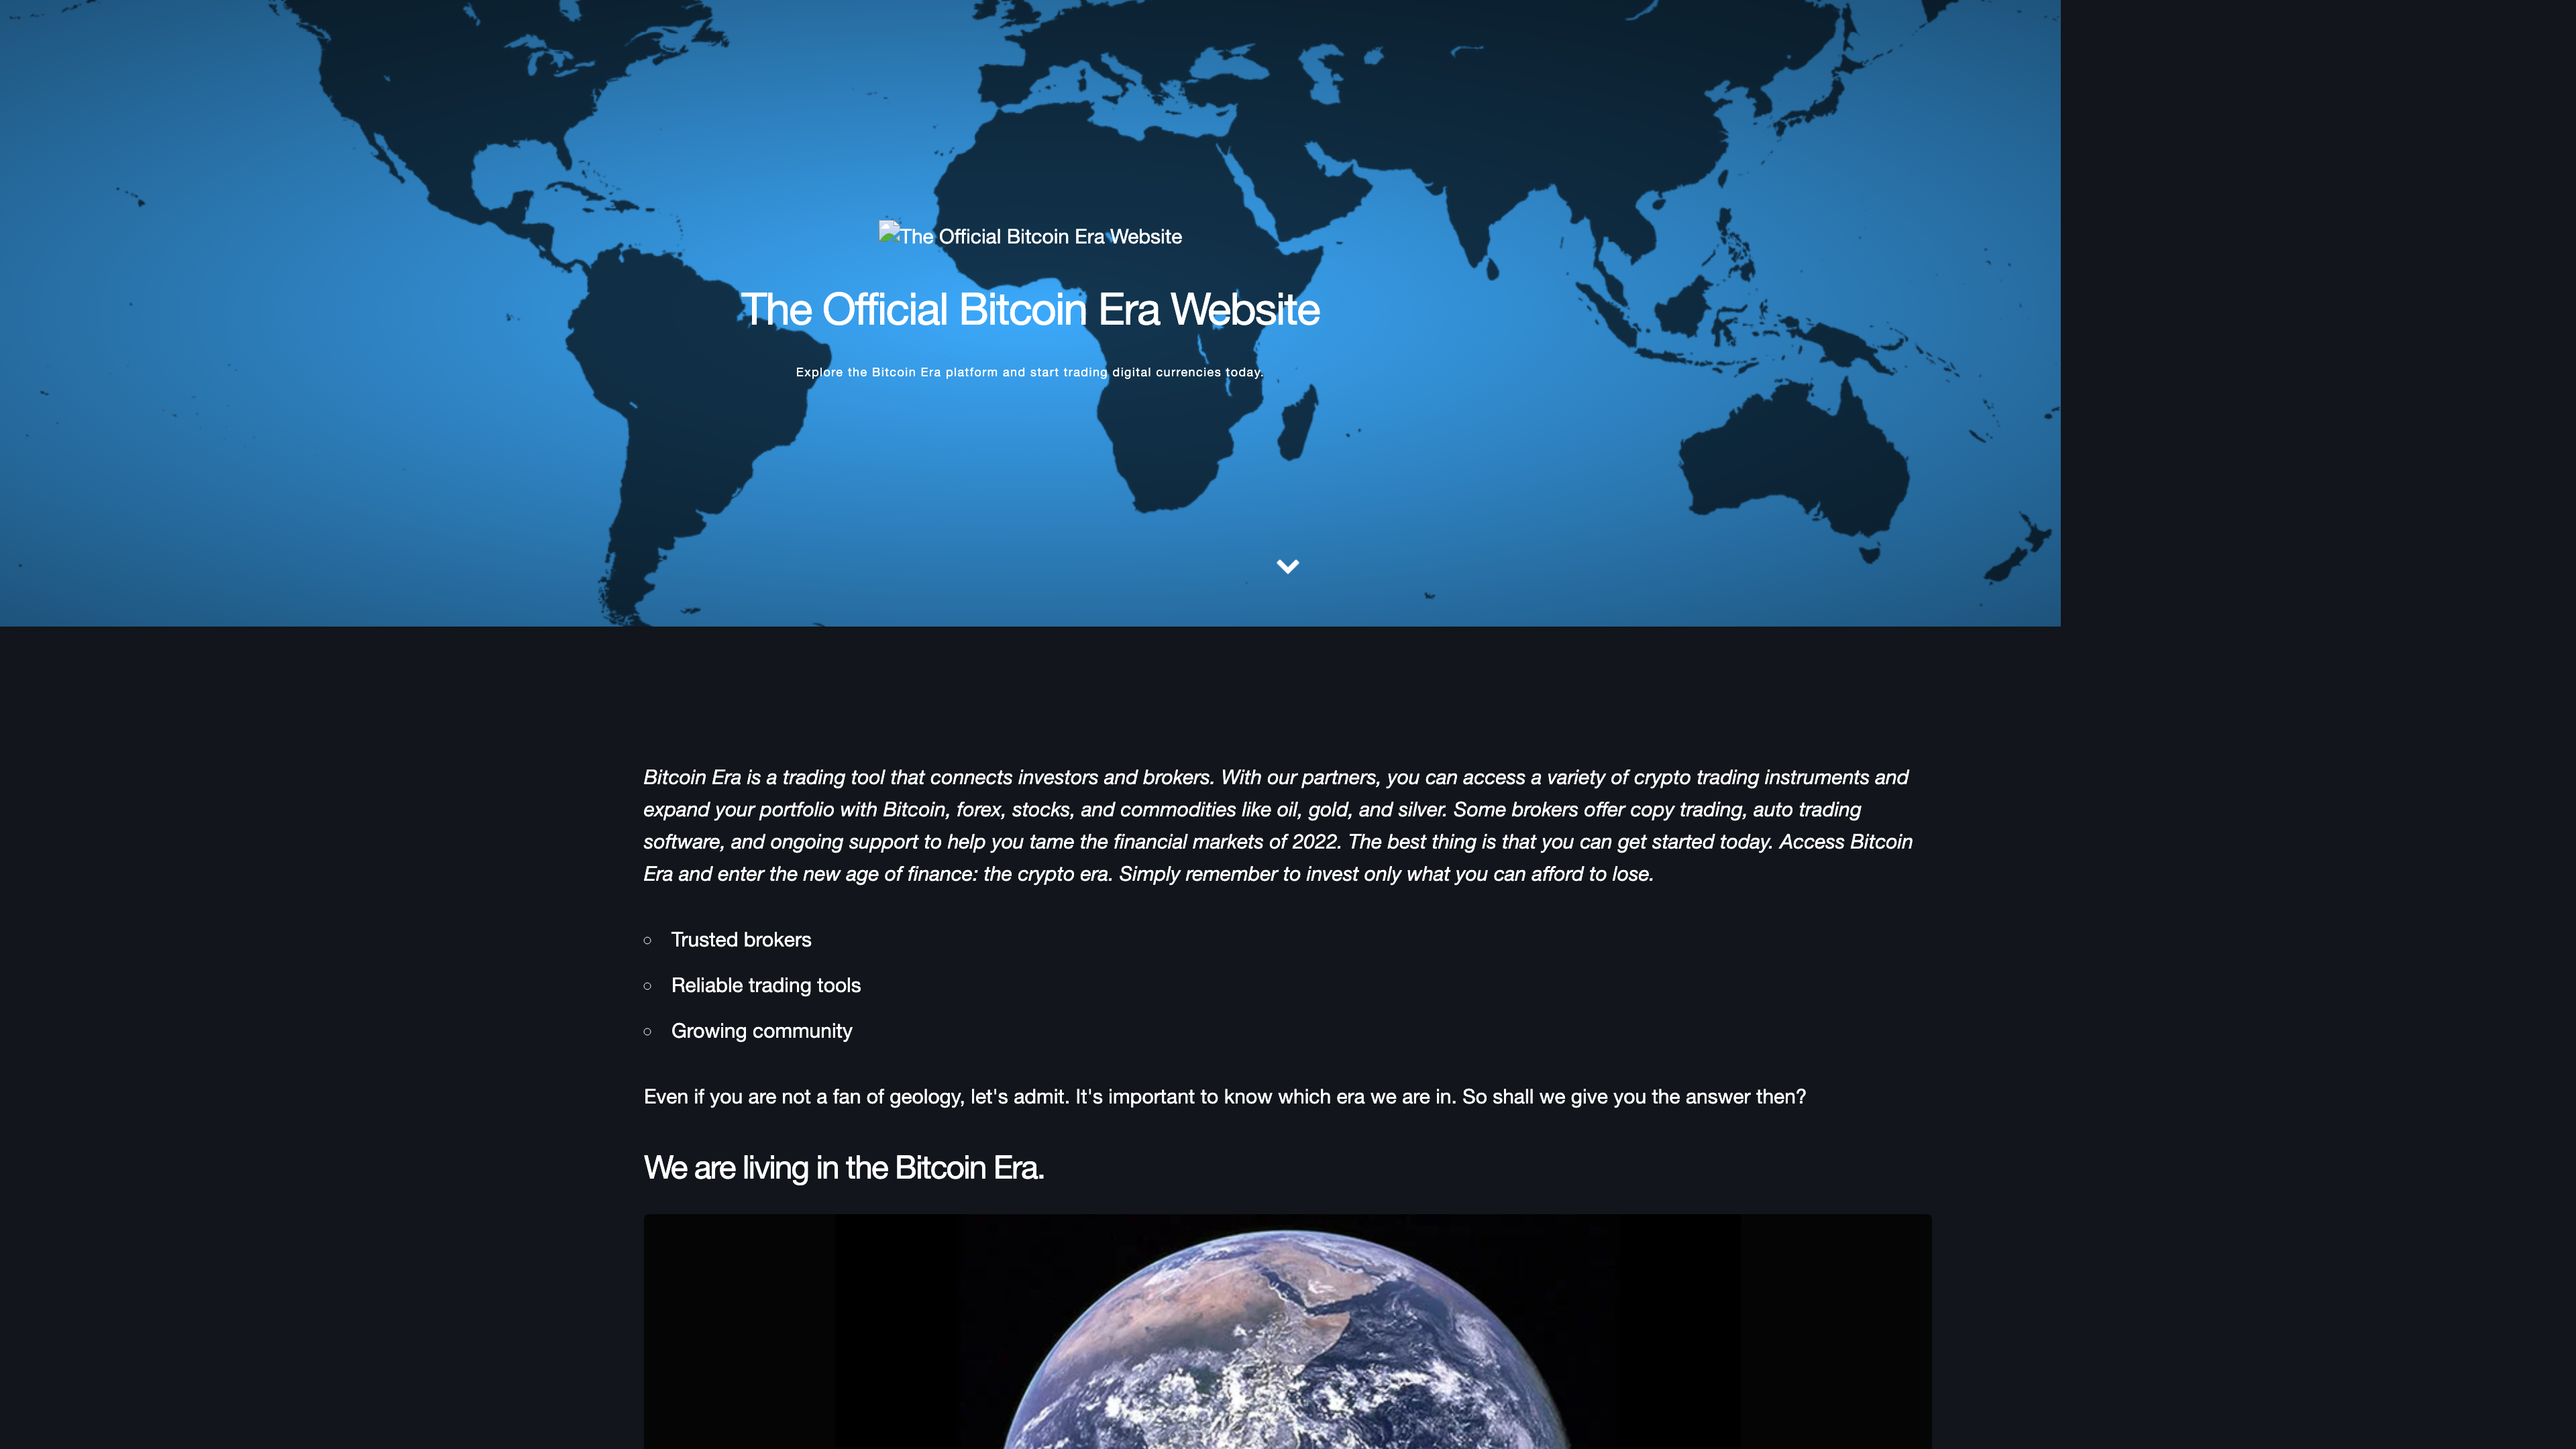 The Official Bitcoin Era Website
The Official Bitcoin Era Website
Explore the Bitcoin Era platform and start trading digital currencies today.
Bitcoin Era is a trading tool that connects investors and brokers. With our partners, you can access a variety of crypto trading instruments and
expand your portfolio with Bitcoin, forex, stocks, and commodities like oil, gold, and silver. Some brokers offer copy trading, auto trading
software, and ongoing support to help you tame the financial markets of 2022. The best thing is that you can get started today. Access Bitcoin
Era and enter the new age of finance: the crypto era. Simply remember to invest only what you can afford to lose.
Trusted brokers
Reliable trading tools
Growing community
Even if you are not a fan of geology, let's admit. It's important to know which era we are in. So shall we give you the answer then?
We are living in the Bitcoin Era.